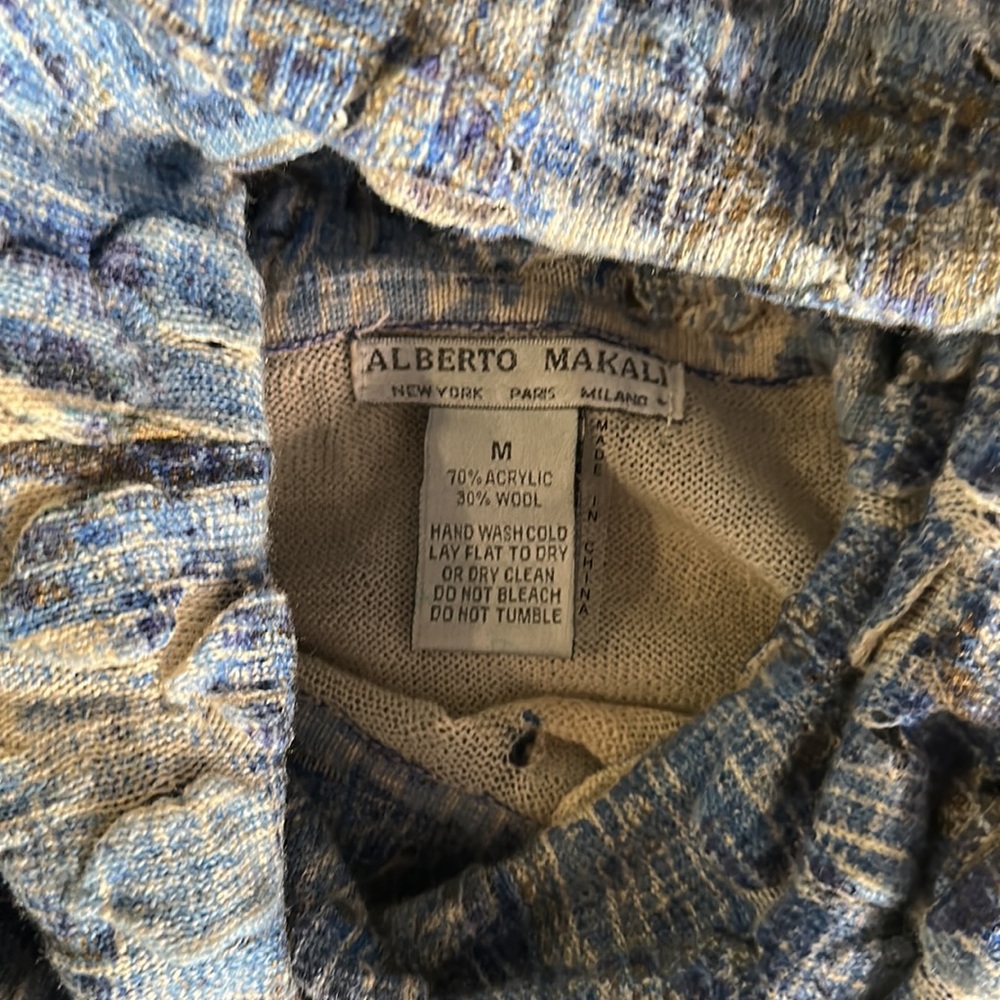 ALBERTO MAKALI
NEW YORK PARIS MILANO
M
70% ACRYLIC
30% WOOL
HAND WASH COLD
LAY FLAT TO DRY
OR DRY CLEAN
DO NOT BLEACH
DO NOT TUMBLE
MADE IN CHINA